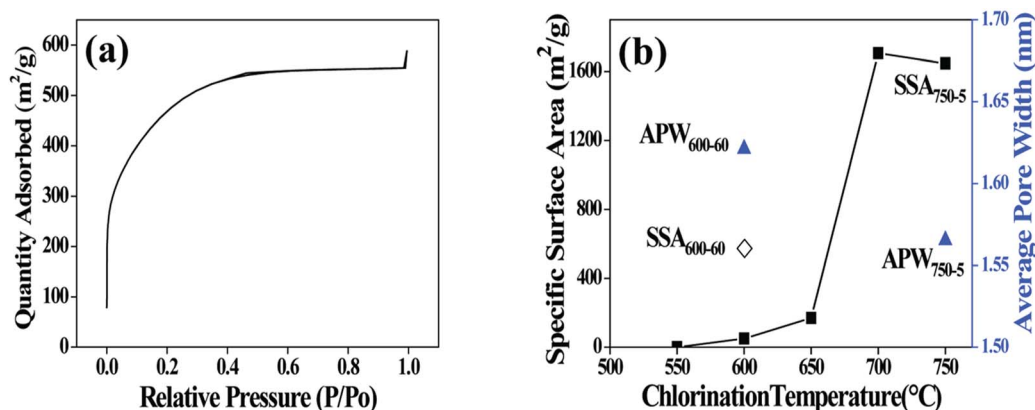 (a)
600
500
400
300
200
100
0
Quantity Adsorbed (m²/g)
0.0 0.2 0.4 0.6 0.8 1.0
Relative Pressure (P/Po)
(b)
1600
1200
800
400
0
Specific Surface Area (m²/g)
SSA750-5
APW600-60
SSA600-60
APW750-5
1.70
1.65
1.60
1.55
1.50
Average Pore Width (nm)
500 550 600 650 700 750
ChlorinationTemperature(°C)